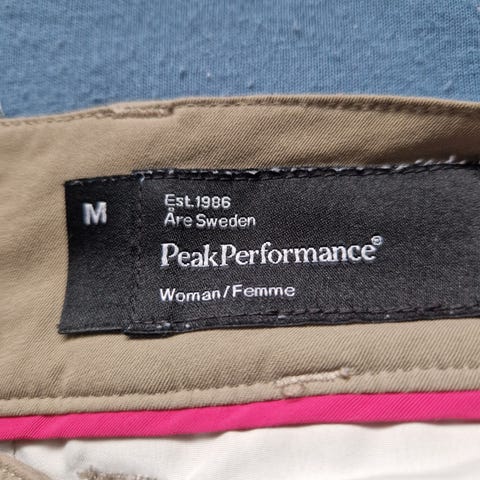 M
Est.1986
Åre Sweden
PeakPerformance®
Woman/Femme